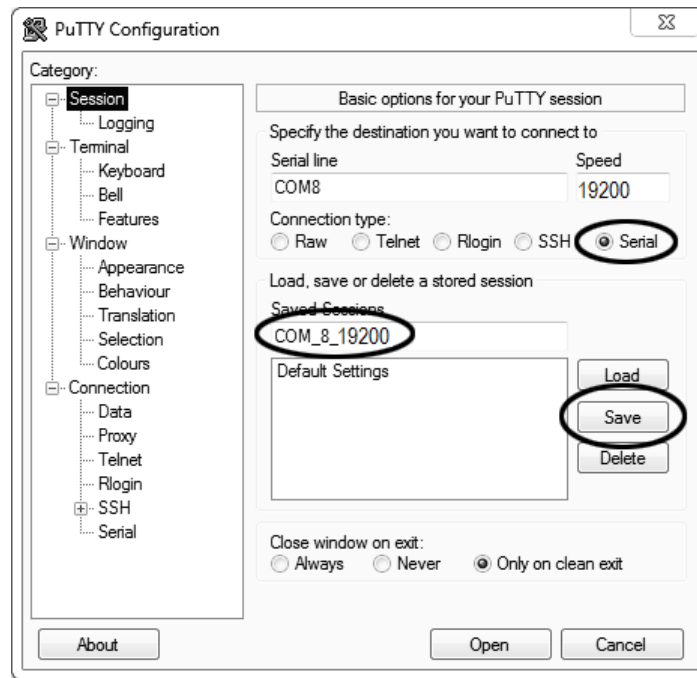 PuTTY Configuration
Category:
Session
Logging
Terminal
Keyboard
Bell
Features
Window
Appearance
Behaviour
Translation
Selection
Colours
Connection
Data
Proxy
Telnet
Rlogin
SSH
Serial
Basic options for your PuTTY session
Specify the destination you want to connect to
Serial line Speed
COM8 19200
Connection type:
Raw Telnet Rlogin SSH Serial
Load, save or delete a stored session
Saved Sessions
COM_8_19200
Default Settings
Load
Save
Delete
Close window on exit:
Always Never Only on clean exit
About Open Cancel